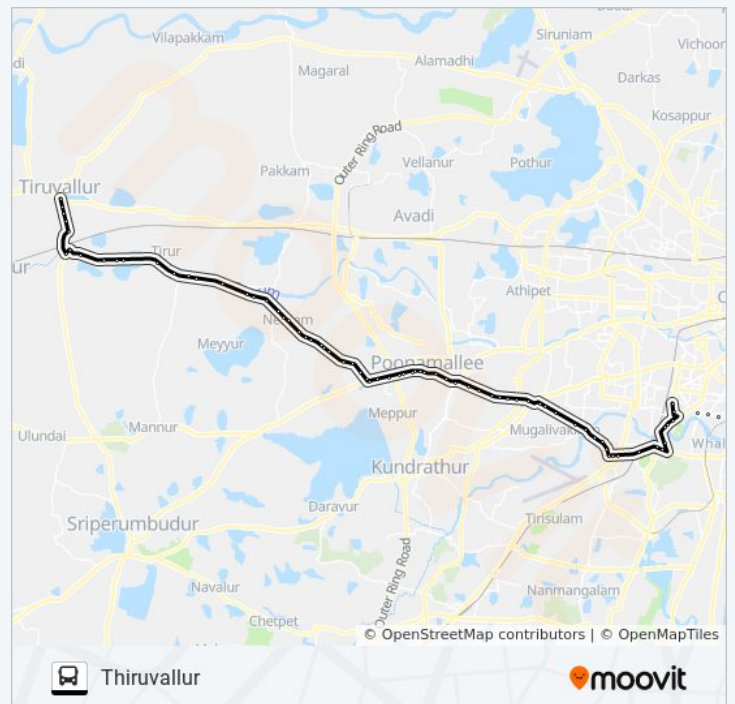 Siruniam
Vilapakkam
Vichoor
Alamadhi
Magaral
Darkas
Kosappur
Outer Ring Road
Vellanur
Pothur
Pakkam
Tiruvallur
Avadi
Tirur
Athipet
Meyyur
Poonamallee
Meppur
Mannur
Mugalivakkam
Ulundai
Kundrathur
Daravur
Sriperumbudur
Tirisulam
Outer Ring Road
Navalur
Nanmangalam
Chetpet
© OpenStreetMap contributors | © OpenMapTiles
Thiruvallur
moovit